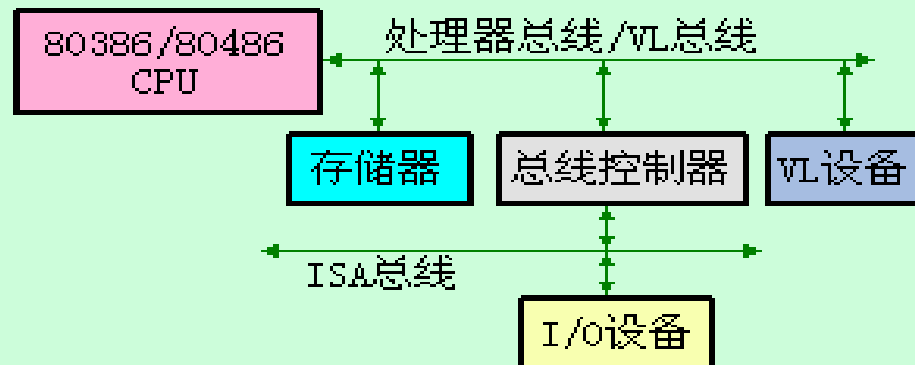 80386/80486
CPU
处理器总线/VL总线
存储器
总线控制器
VL设备
ISA总线
I/O设备